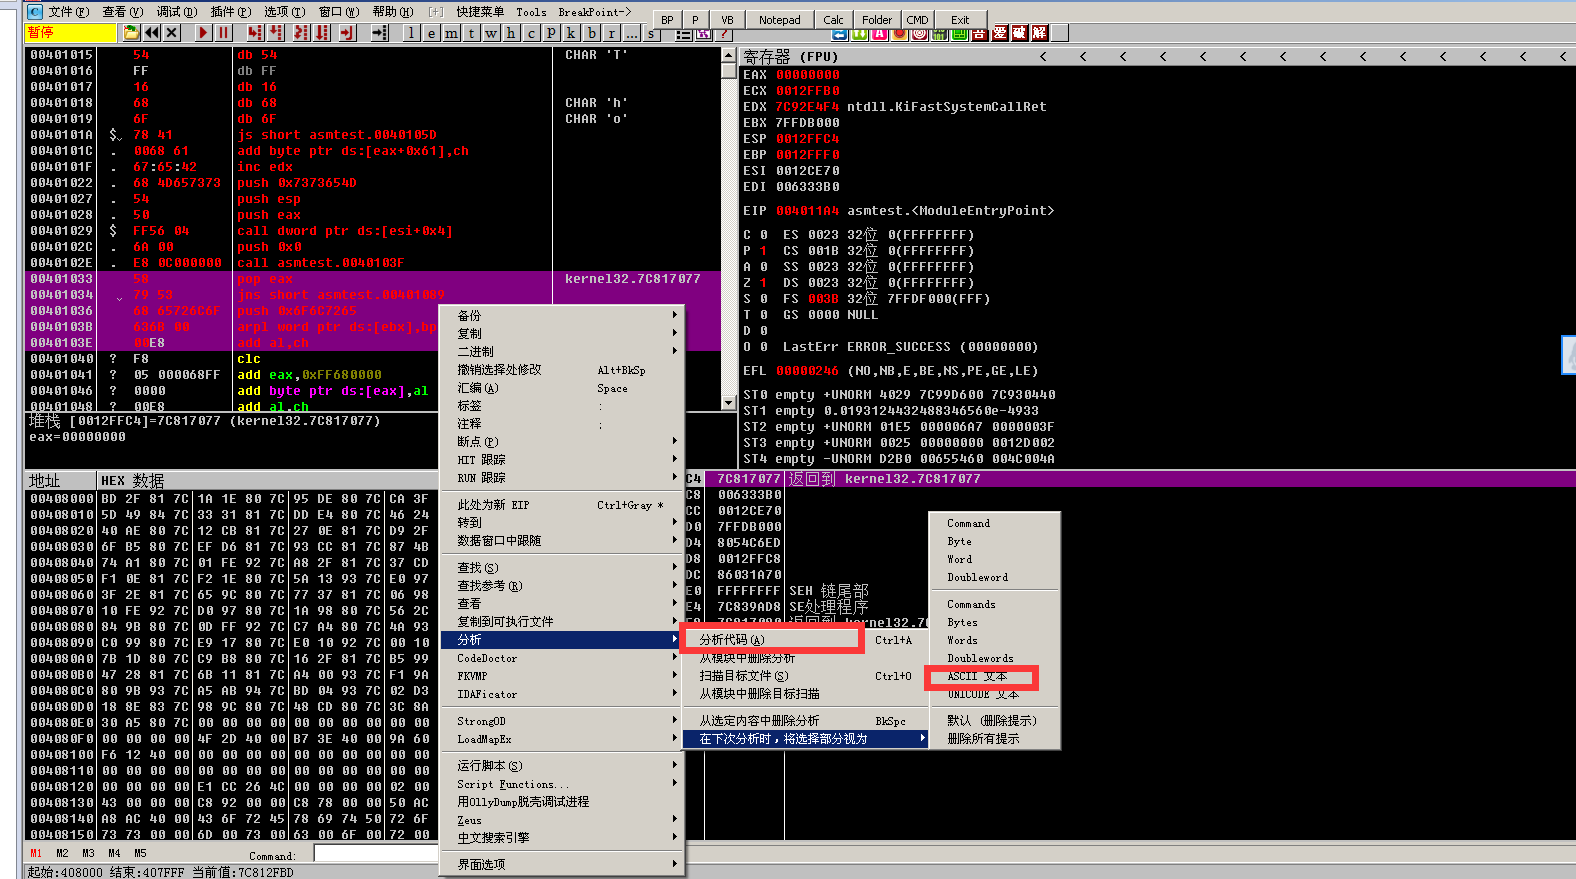 文件(F) 查看(V) 调试(D) 插件(P) 选项(T) 窗口(W) 帮助(H) [+] 快捷菜单 Tools BreakPoint->
BP P VB Notepad Calc Folder CMD Exit
暂停
l e m t w h c P k b r ... s
00401015 54 db 54 CHAR 'T'
00401016 FF db FF
00401017 16 db 16
00401018 68 db 68 CHAR 'h'
00401019 6F db 6F CHAR 'o'
0040101A $ 78 41 js short asmtest.0040105D
0040101C . 0068 61 add byte ptr ds:[eax+0x61],ch
0040101F . 67:65:42 inc edx
00401022 . 68 4D657373 push 0x7373654D
00401027 . 54 push esp
00401028 . 50 push eax
00401029 $ FF56 04 call dword ptr ds:[esi+0x4]
0040102C . 6A 00 push 0x0
0040102E . E8 0C000000 call asmtest.0040103F
00401033 58 pop eax kernel32.7C817077
00401034 79 53 jns short asmtest.00401089
00401036 68 65726C6F push 0x6F6C7265
0040103B 636B 00 arpl word ptr ds:[ebx],bp
0040103E 00E8 add al,ch
00401040 ? F8 clc
00401041 ? 05 000068FF add eax,0xFF680000
00401046 ? 0000 add byte ptr ds:[eax],al
00401048 ? 00E8 add al,ch
堆栈 [0012FFC4]=7C817077 (kernel32.7C817077)
eax=00000000
寄存器 (FPU) < < < < < < < < < < < < < <
EAX 00000000
ECX 0012FFB0
EDX 7C92E4F4 ntdll.KiFastSystemCallRet
EBX 7FFDB000
ESP 0012FFC4
EBP 0012FFF0
ESI 0012CE70
EDI 006333B0
EIP 004011A4 asmtest.<ModuleEntryPoint>
C 0 ES 0023 32位 0(FFFFFFFF)
P 1 CS 001B 32位 0(FFFFFFFF)
A 0 SS 0023 32位 0(FFFFFFFF)
Z 1 DS 0023 32位 0(FFFFFFFF)
S 0 FS 003B 32位 7FFDF000(FFF)
T 0 GS 0000 NULL
D 0
O 0 LastErr ERROR_SUCCESS (00000000)
EFL 00000246 (NO,NB,E,BE,NS,PE,GE,LE)
ST0 empty +UNORM 4029 7C99D600 7C930440
ST1 empty 0.0193124432488346560e-4933
ST2 empty +UNORM 01E5 000006A7 0000003F
ST3 empty +UNORM 0025 00000000 0012D002
ST4 empty -UNORM D2B0 00655460 004C004A
地址 HEX 数据
00408000 BD 2F 81 7C 1A 1E 80 7C 95 DE 80 7C CA 3F
00408010 5D 49 84 7C 33 31 81 7C DD E4 80 7C 46 24
00408020 40 AE 80 7C 12 CB 81 7C 27 0E 81 7C D9 2F
00408030 6F B5 80 7C EF D6 81 7C 93 CC 81 7C 87 4B
00408040 74 A1 80 7C 01 FE 92 7C A8 2F 81 7C 37 CD
00408050 F1 0E 81 7C F2 1E 80 7C 5A 13 93 7C E0 97
00408060 3F 2E 81 7C 65 9C 80 7C 77 37 81 7C 06 98
00408070 10 FE 92 7C D0 97 80 7C 1A 98 80 7C 56 2C
00408080 84 9B 80 7C 0D FF 92 7C C7 A4 80 7C 4A 93
00408090 C0 99 80 7C E9 17 80 7C E0 10 92 7C 00 10
004080A0 7B 1D 80 7C C9 B8 80 7C 16 2F 81 7C B5 99
004080B0 47 28 81 7C 6B 11 81 7C A4 00 93 7C F1 9A
004080C0 80 9B 93 7C A5 AB 94 7C BD 04 93 7C 02 D3
004080D0 18 8E 83 7C 98 9C 80 7C 48 CD 80 7C 3C 8A
004080E0 30 A5 80 7C 00 00 00 00 00 00 00 00 00 00
004080F0 00 00 00 00 4F 2D 40 00 B7 3E 40 00 9A 60
00408100 F6 12 40 00 00 00 00 00 00 00 00 00 00 00
00408110 00 00 00 00 00 00 00 00 00 00 00 00 00 00
00408120 00 00 00 00 E1 CC 26 4C 00 00 00 00 02 00
00408130 43 00 00 00 C8 92 00 00 C8 78 00 00 50 AC
00408140 A8 AC 40 00 43 6F 72 45 78 69 74 50 72 6F
00408150 73 73 00 00 6D 00 73 00 63 00 6F 00 72 00
C4 7C817077 返回到 kernel32.7C817077
C8 006333B0
CC 0012CE70
D0 7FFDB000
D4 8054C6ED
D8 0012FFC8
DC 86031A70
E0 FFFFFFFF SEH 链尾部
E4 7C839AD8 SE处理程序
E8 7C817080 返回到 kernel32.7C
备份
复制
二进制
撤销选择处修改 Alt+BkSp
汇编(A) Space
标签 :
注释 ;
断点(P)
HIT 跟踪
RUN 跟踪
此处为新 EIP Ctrl+Gray *
转到
数据窗口中跟随
查找(S)
查找参考(R)
查看
复制到可执行文件
分析
CodeDoctor
FKVMP
IDAFicator
StrongOD
LoadMapEx
运行脚本(S)
Script Functions...
用OllyDump脱壳调试进程
Zeus
中文搜索引擎
界面选项
分析代码(A) Ctrl+A
从模块中删除分析
扫描目标文件(S) Ctrl+O
从模块中删除目标扫描
从选定内容中删除分析 BkSpc
在下次分析时，将选择部分视为
Command
Byte
Word
Doubleword
Commands
Bytes
Words
Doublewords
ASCII 文本
UNICODE 文本
默认 (删除提示)
删除所有提示
M1 M2 M3 M4 M5 Command:
起始:408000 结束:407FFF 当前值:7C812FBD